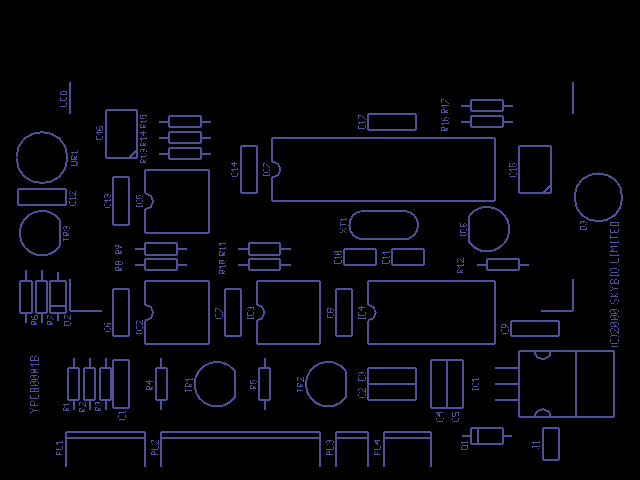 LCD
R17
R16
C17
C16
R15
R14
R13
VR1
C14
IC7
C15
C12
C13
IC5
D3
TR3
XT1
IC6
R9
R8
R11
R10
C10
C11
R12
(C)2000 SKYBIO LIMITED
R6
R7
D2
C6
IC2
C7
IC3
C8
IC4
C9
YPCB0001B
R1
R2
R3
C1
R4
TR1
R5
TR2
C2
C3
C4
C5
IC1
PL1
PL2
PL3
PL4
D1
J1